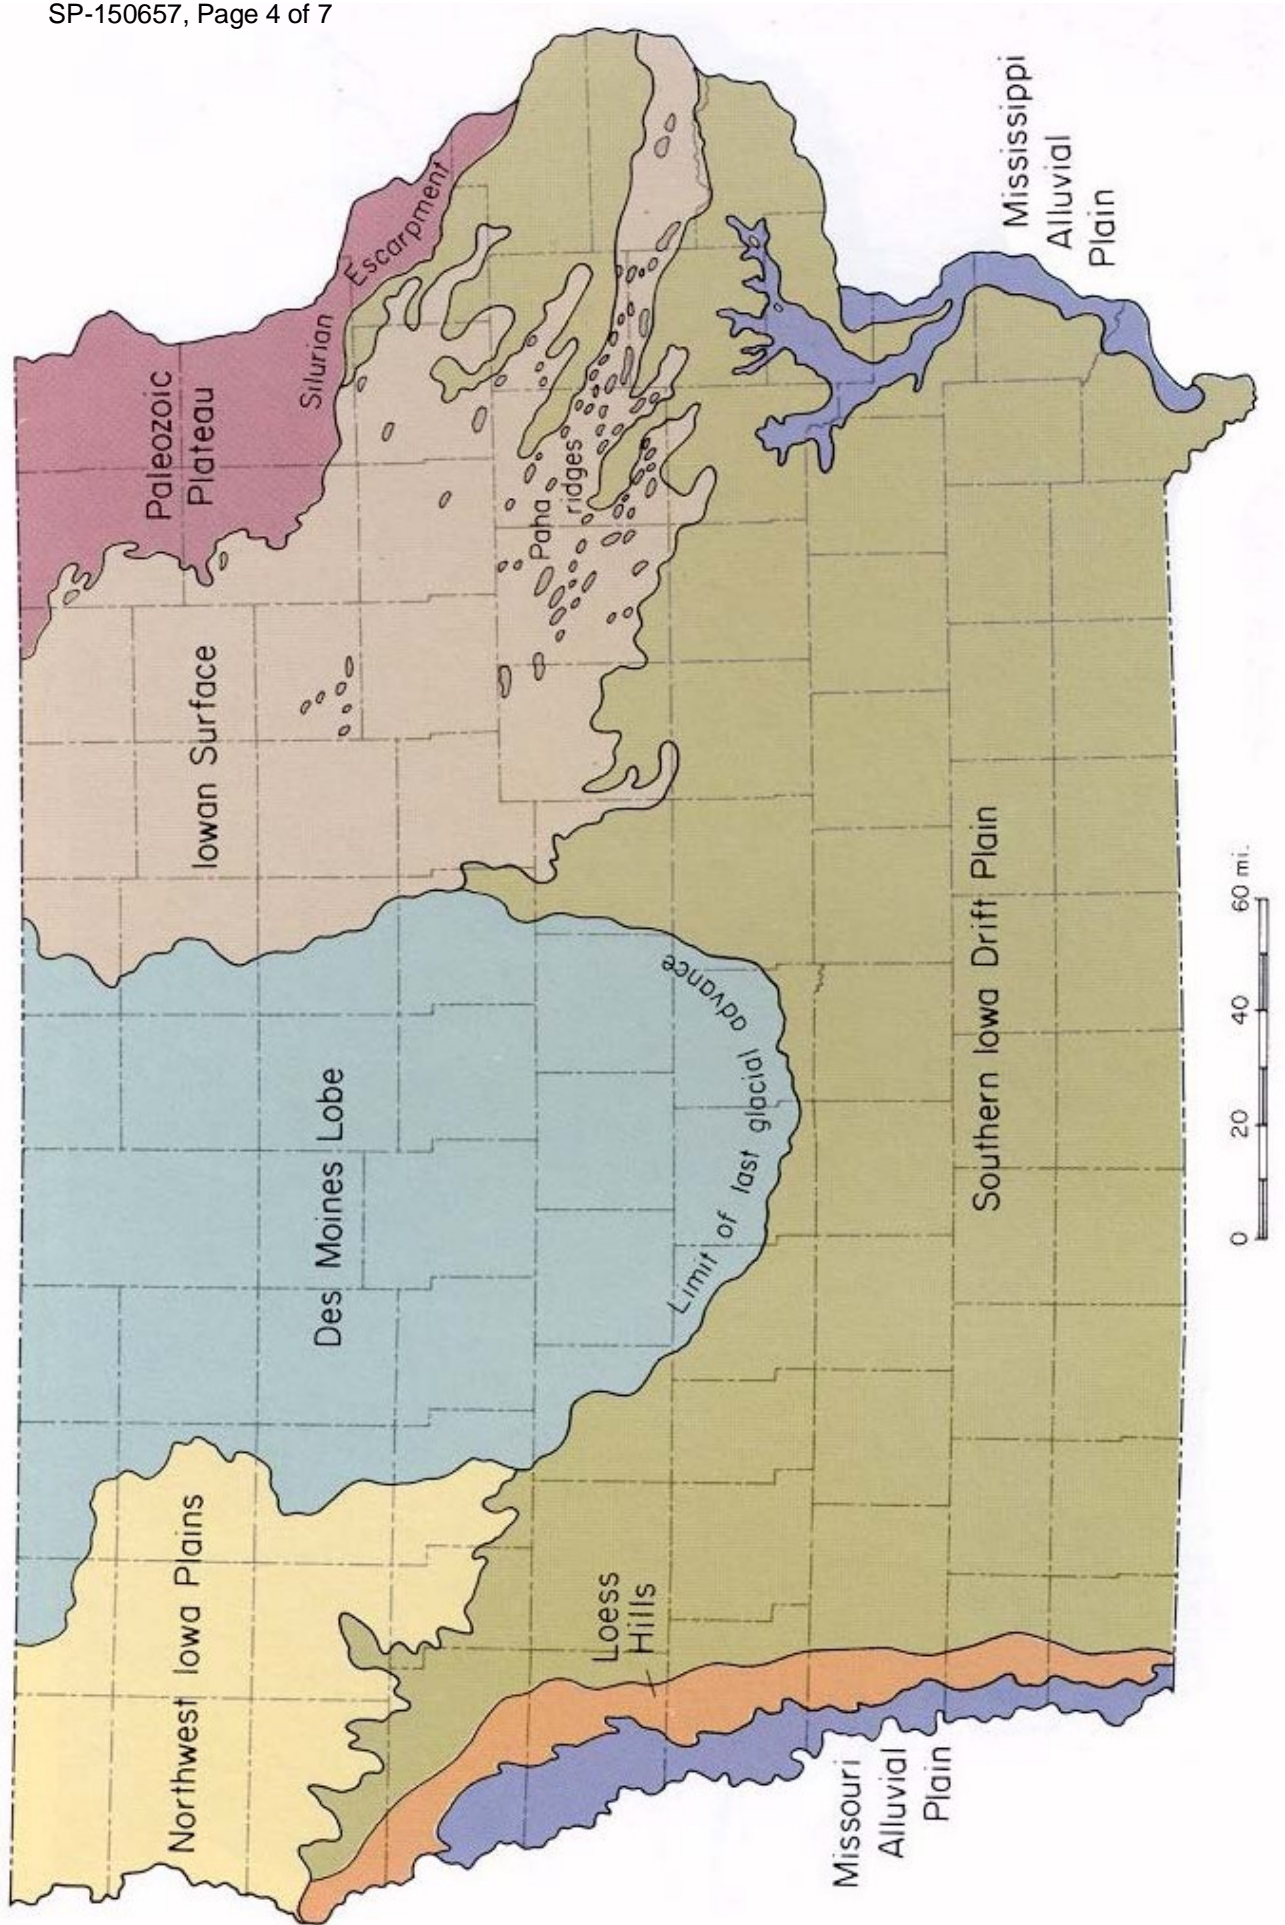 SP-150657, Page 4 of 7
Northwest Iowa Plains
Des Moines Lobe
Iowan Surface
Paleozoic
Plateau
Silurian Escarpment
Paha
ridges
Limit of last glacial advance
Loess
Hills
Southern Iowa Drift Plain
Missouri
Alluvial
Plain
Mississippi
Alluvial
Plain
0 20 40 60 mi.